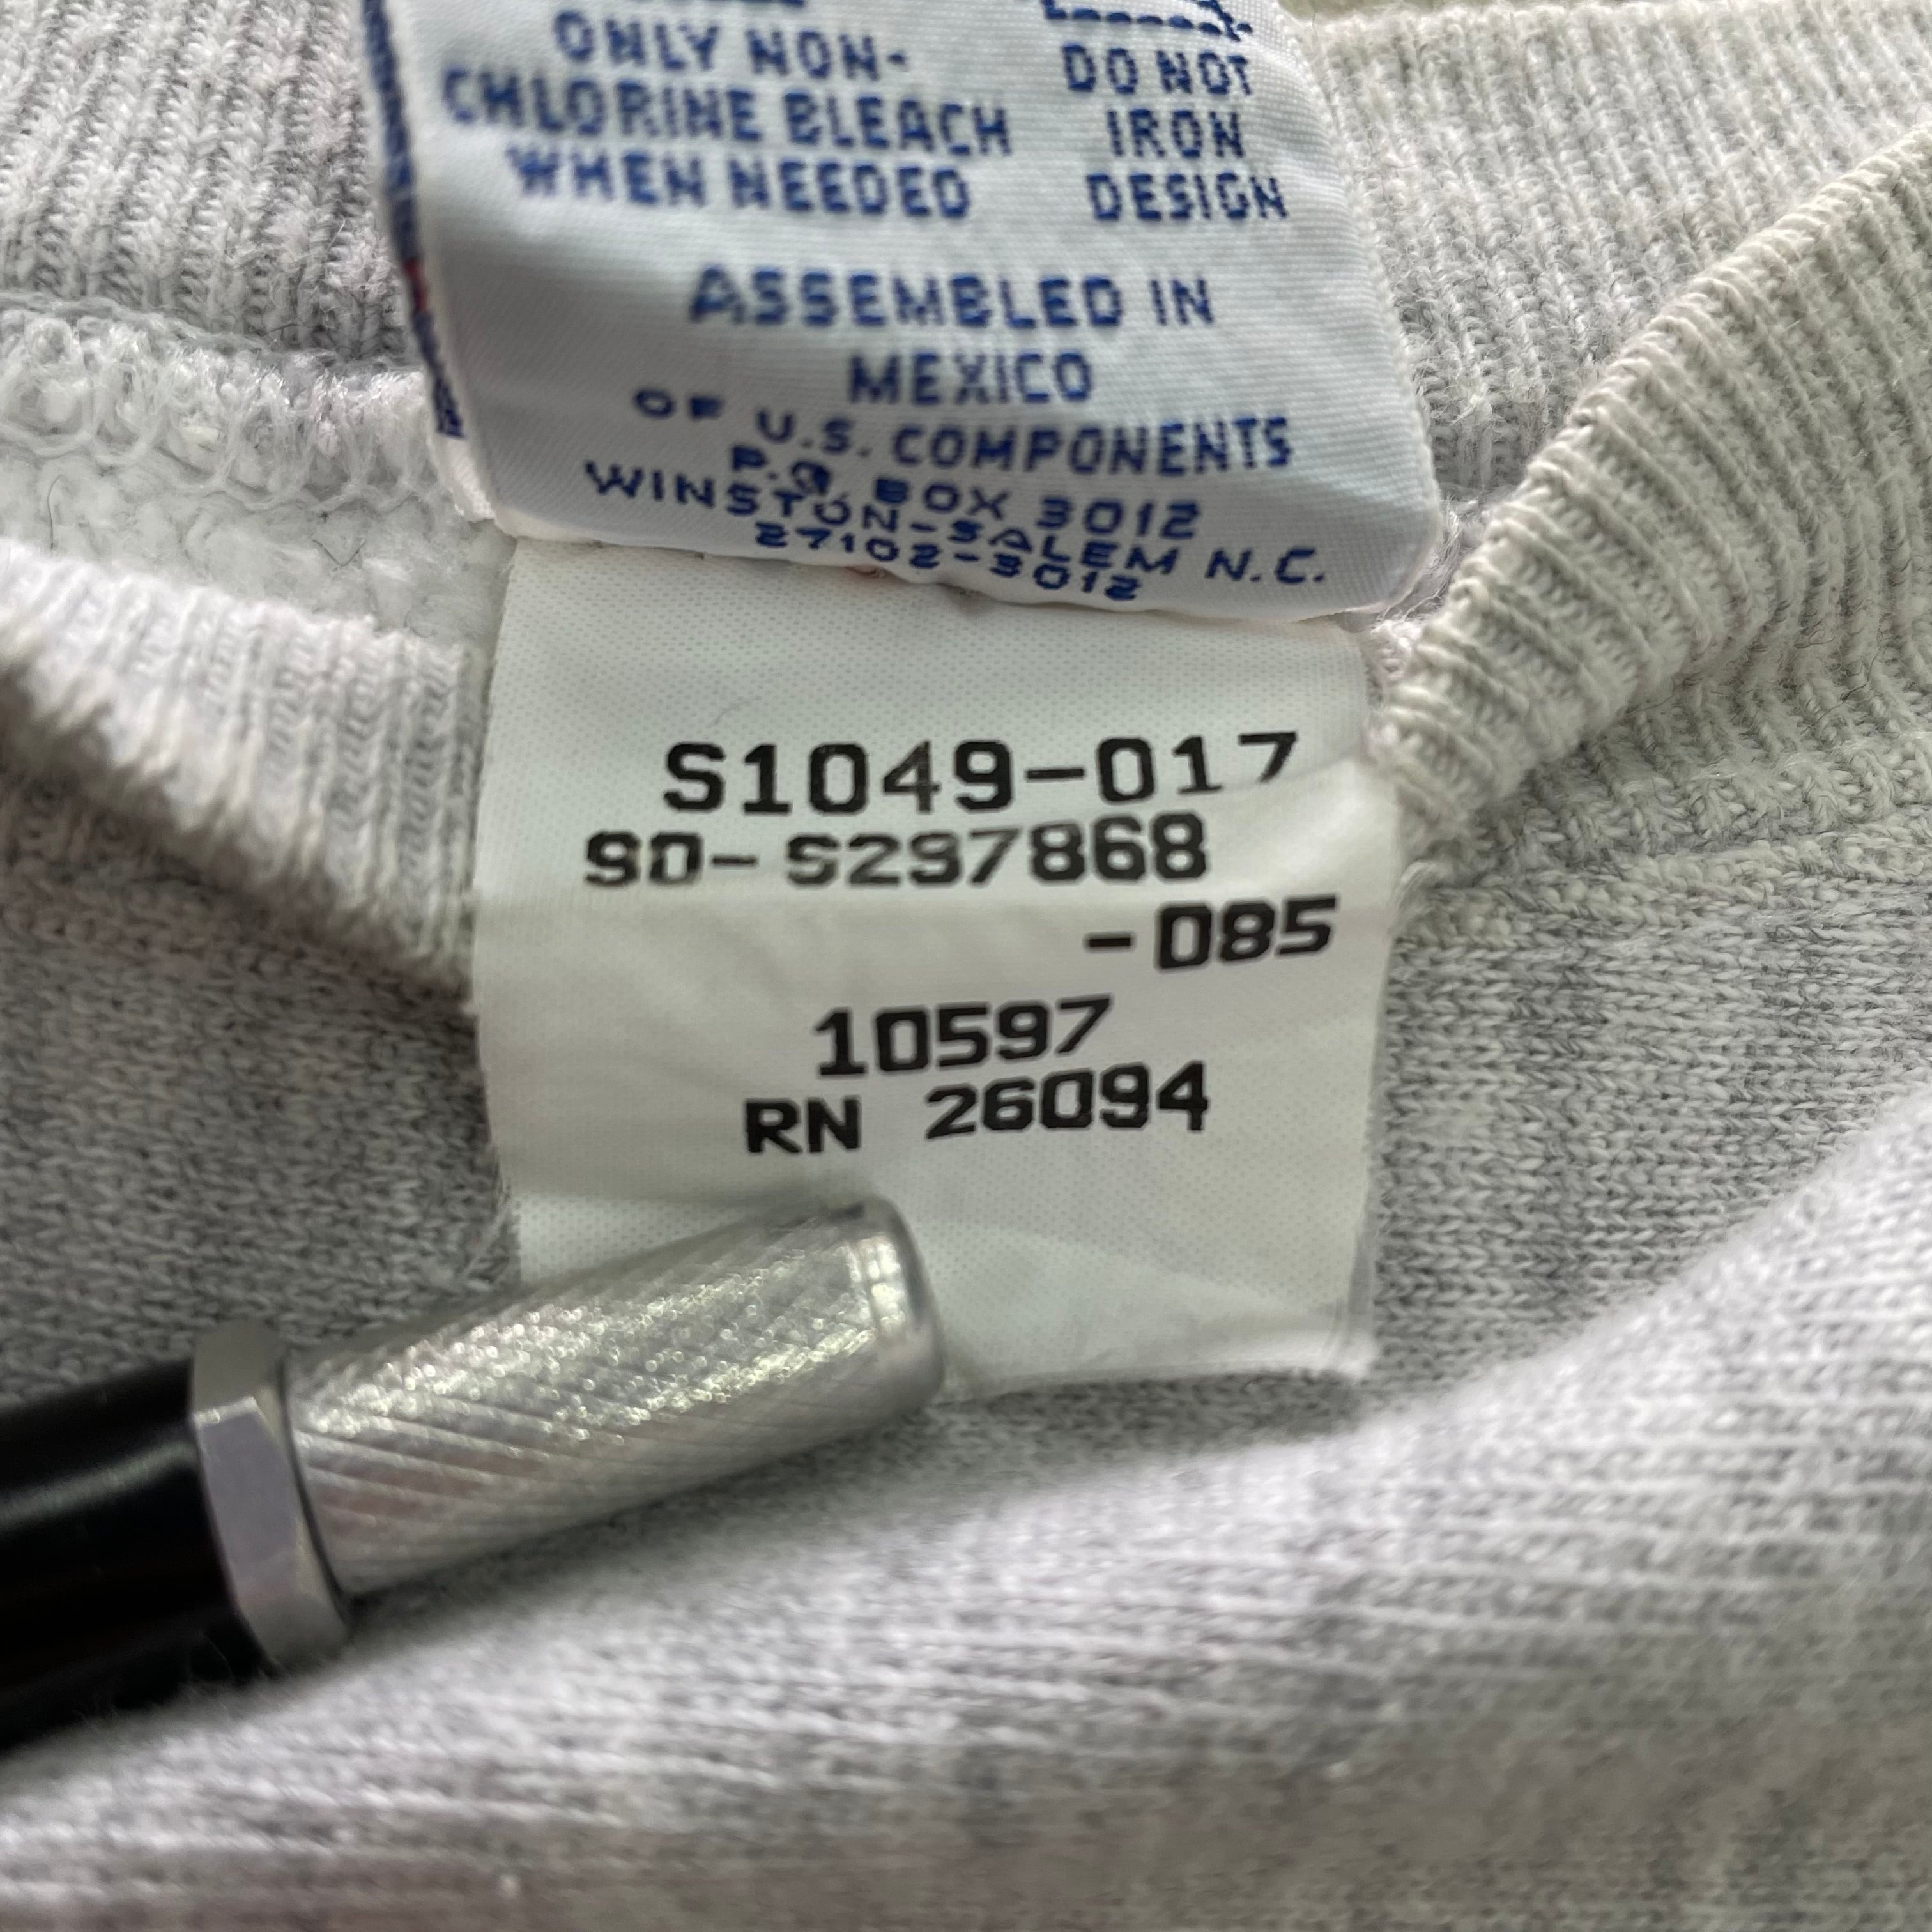 ONLY NON-
CHLORINE BLEACH
WHEN NEEDED
DO NOT
IRON
DESIGN
ASSEMBLED IN
MEXICO
OF U.S. COMPONENTS
P.O. BOX 3012
WINSTON-SALEM N.C.
27102-3012
S1049-017
SO-S297868
-085
10597
RN 26094